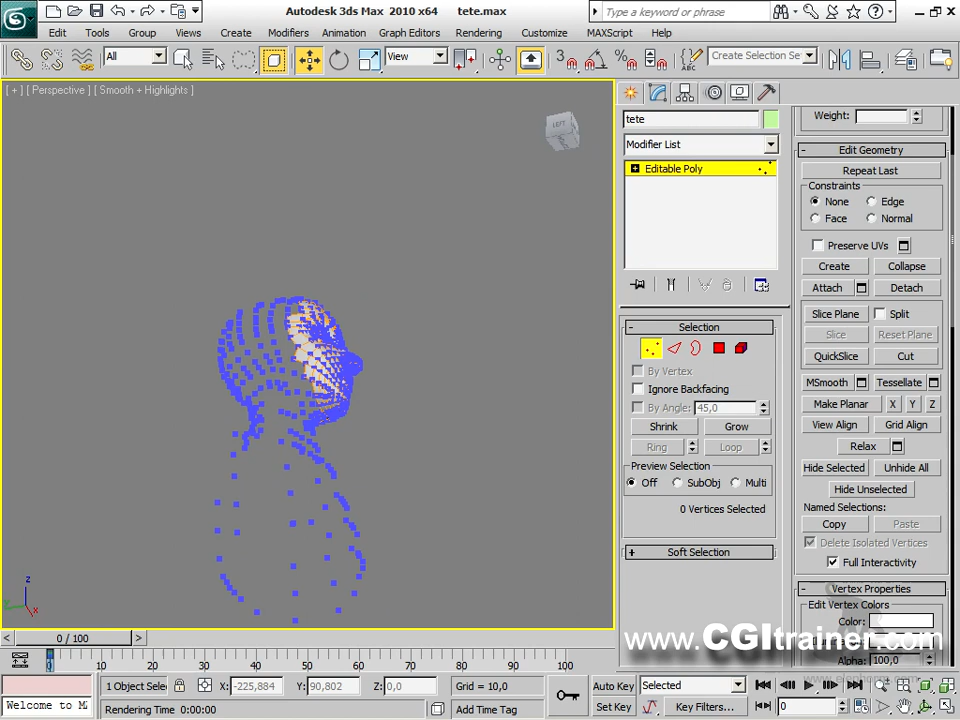 Autodesk 3ds Max 2010 x64 tete.max
Type a keyword or phrase
Edit Tools Group Views Create Modifiers Animation Graph Editors Rendering Customize MAXScript Help
All View 3 Create Selection Se
[ + ] [ Perspective ] [ Smooth + Highlights ]
LEFT
tete
Modifier List
Editable Poly
Selection
By Vertex
Ignore Backfacing
By Angle: 45,0
Shrink Grow
Ring Loop
Preview Selection
Off SubObj Multi
0 Vertices Selected
Soft Selection
Weight:
Edit Geometry
Repeat Last
Constraints
None Edge
Face Normal
Preserve UVs
Create Collapse
Attach Detach
Slice Plane Split
Slice Reset Plane
QuickSlice Cut
MSmooth Tessellate
Make Planar X Y Z
View Align Grid Align
Relax
Hide Selected Unhide All
Hide Unselected
Named Selections:
Copy Paste
Delete Isolated Vertices
Full Interactivity
Vertex Properties
Edit Vertex Colors
Color:
Alpha: 100,0
www.CGItrainer.com
z
x
0 / 100
0 10 20 30 40 50 60 70 80 90 100
1 Object Selec X: -225,884 Y: 90,802 Z: 0,0 Grid = 10,0
Auto Key Selected
Welcome to M
Rendering Time 0:00:00 Add Time Tag
Set Key Key Filters... 0